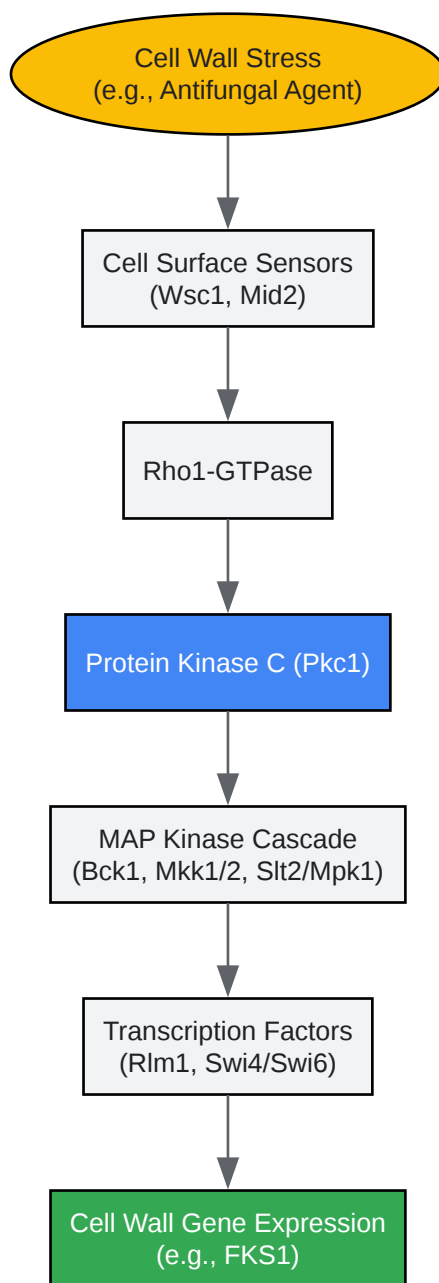 Cell Wall Stress
(e.g., Antifungal Agent)
Cell Surface Sensors
(Wsc1, Mid2)
Rho1-GTPase
Protein Kinase C (Pkc1)
MAP Kinase Cascade
(Bck1, Mkk1/2, Slt2/Mpk1)
Transcription Factors
(Rlm1, Swi4/Swi6)
Cell Wall Gene Expression
(e.g., FKS1)